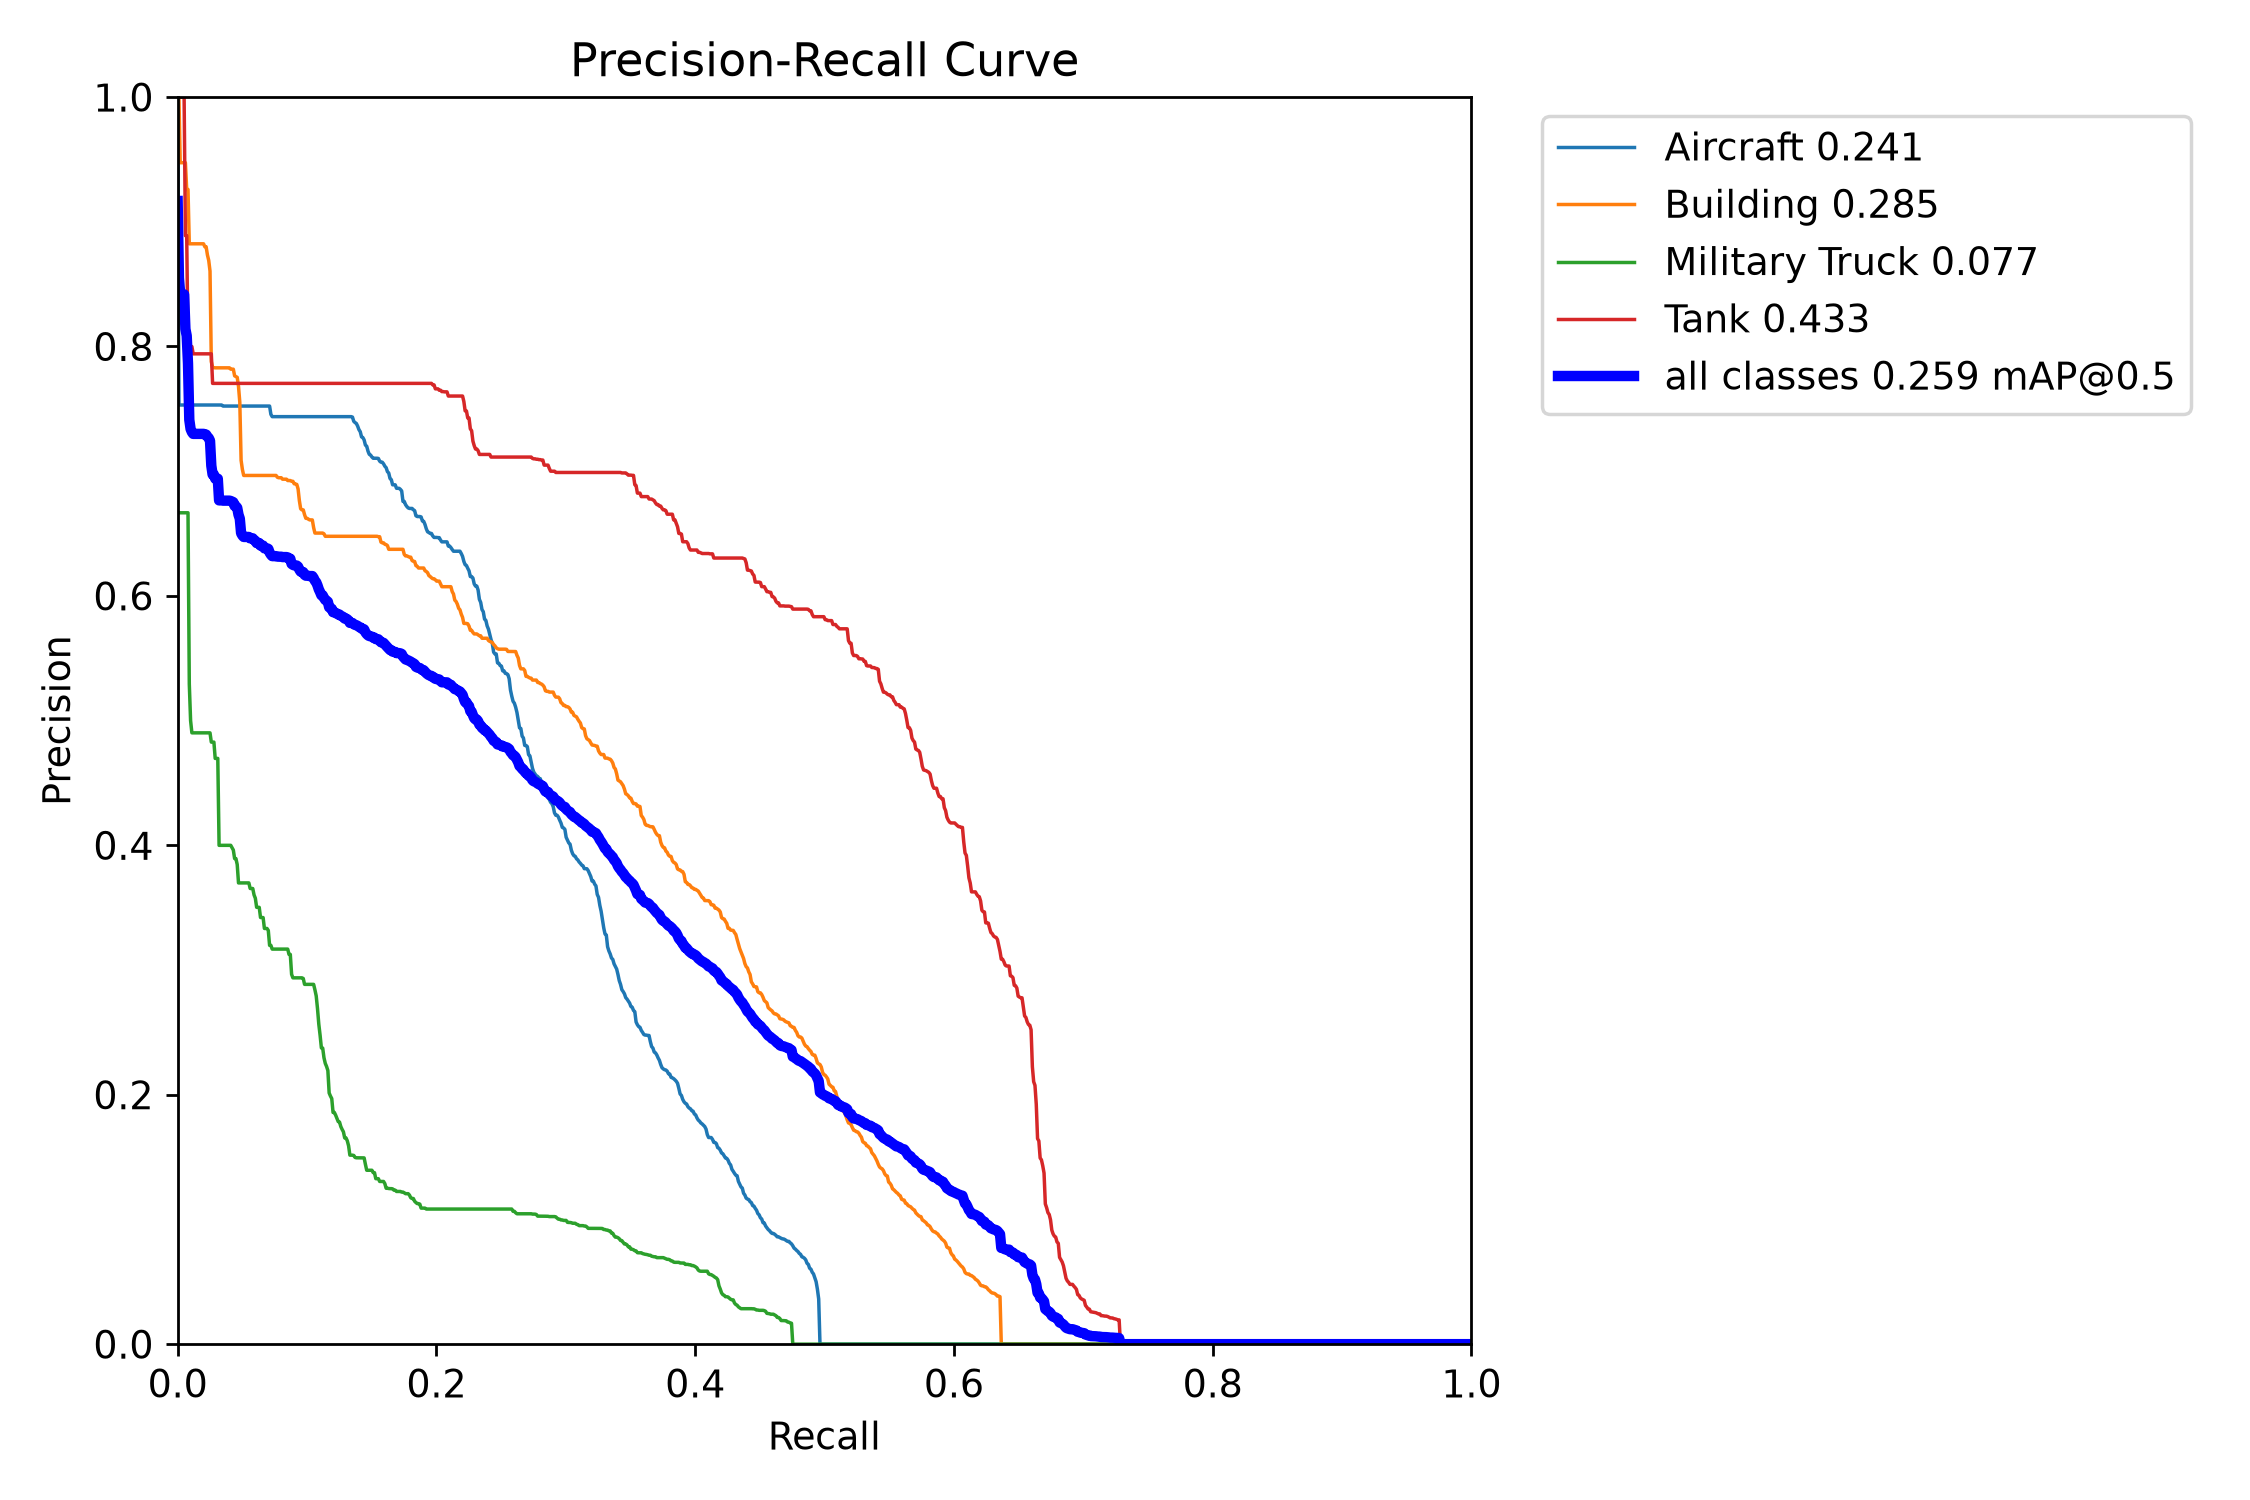 Precision-Recall Curve
1.0
0.8
0.6
0.4
0.2
0.0
Precision
0.0 0.2 0.4 0.6 0.8 1.0
Recall
Aircraft 0.241
Building 0.285
Military Truck 0.077
Tank 0.433
all classes 0.259 mAP@0.5